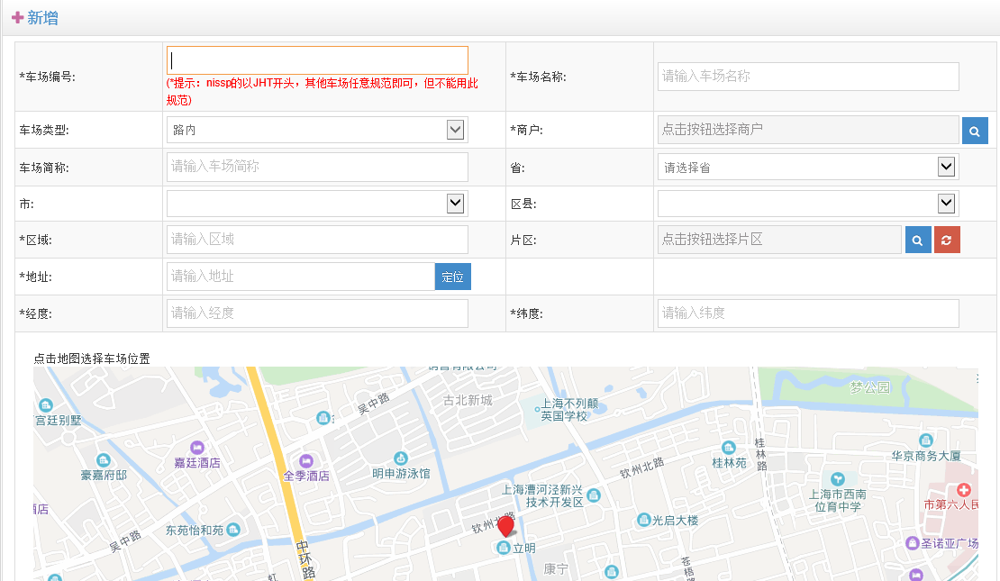 新增
*车场编号:
(*提示：nissp的以JHT开头，其他车场任意规范即可，但不能用此
规范)
*车场名称:
请输入车场名称
车场类型:
路内
*商户:
点击按钮选择商户
车场简称:
请输入车场简称
省:
请选择省
市:
区县:
*区域:
请输入区域
片区:
点击按钮选择片区
*地址:
请输入地址
定位
*经度:
请输入经度
*纬度:
请输入纬度
点击地图选择车场位置
宫廷别墅
吴中路
古北新城
上海不列颠
英国学校
梦公园
嘉廷酒店
豪嘉府邸
全季酒店
明申游泳馆
钦州北路
桂林苑
桂林路
华京商务大厦
上海漕河泾新兴
技术开发区
上海市西南
位育中学
市第六人民
酒店
东苑怡和苑
吴中路
钦州北路
光启大楼
立明
圣诺亚广场
中环路
虹
康宁
苍梧路